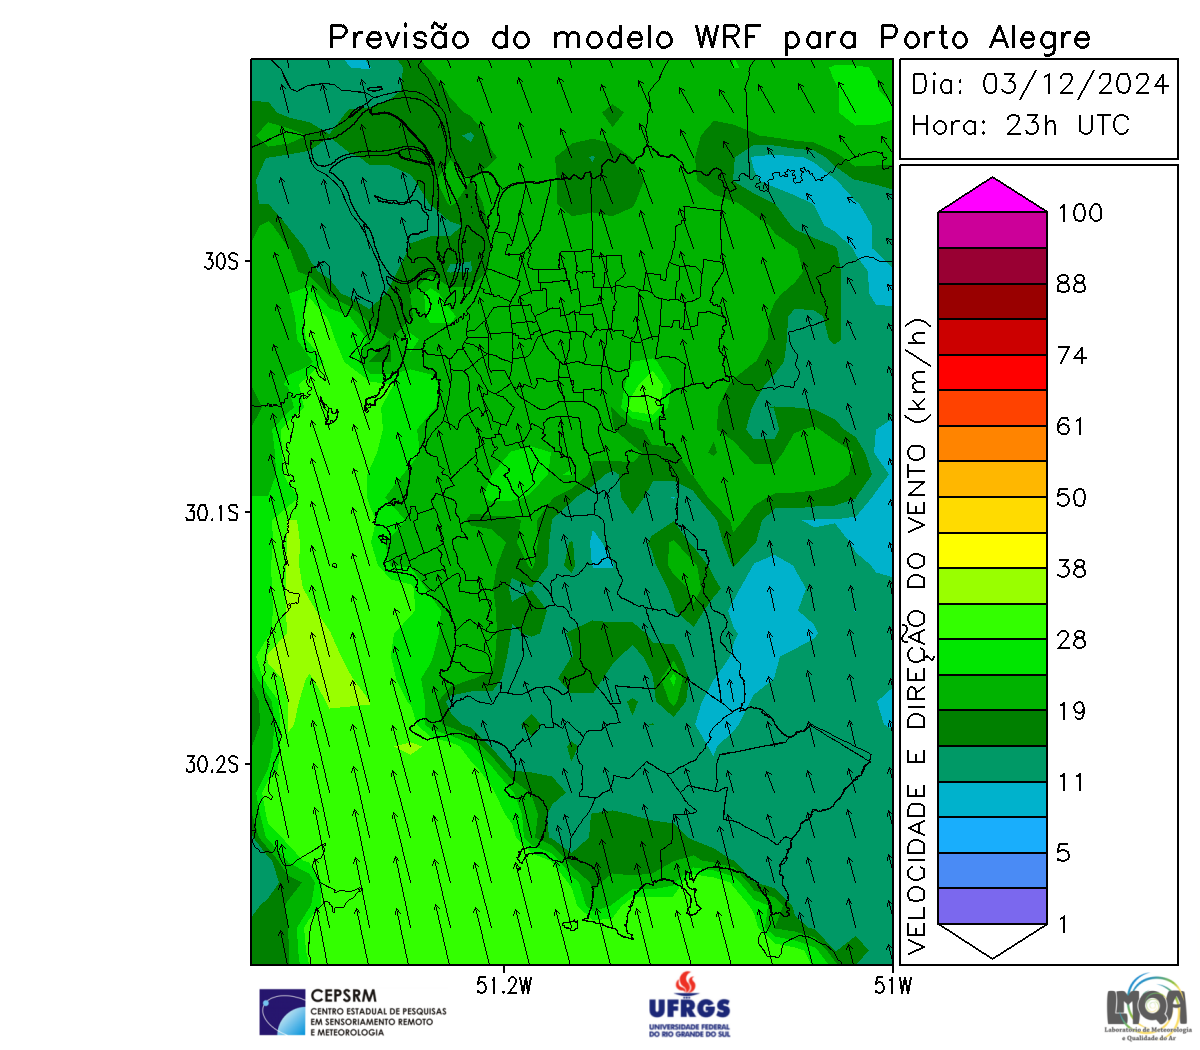 Previsão do modelo WRF para Porto Alegre
Dia: 03/12/2024
Hora: 23h UTC
VELOCIDADE E DIREÇÃO DO VENTO (km/h)
100
88
74
61
50
38
28
19
11
5
1
30S
30.1S
30.2S
51.2W
51W
CEPSRM
CENTRO ESTADUAL DE PESQUISAS
EM SENSORIAMENTO REMOTO
E METEOROLOGIA
UFRGS
UNIVERSIDADE FEDERAL
DO RIO GRANDE DO SUL
LMQA
Laboratório de Meteorologia
e Qualidade do Ar